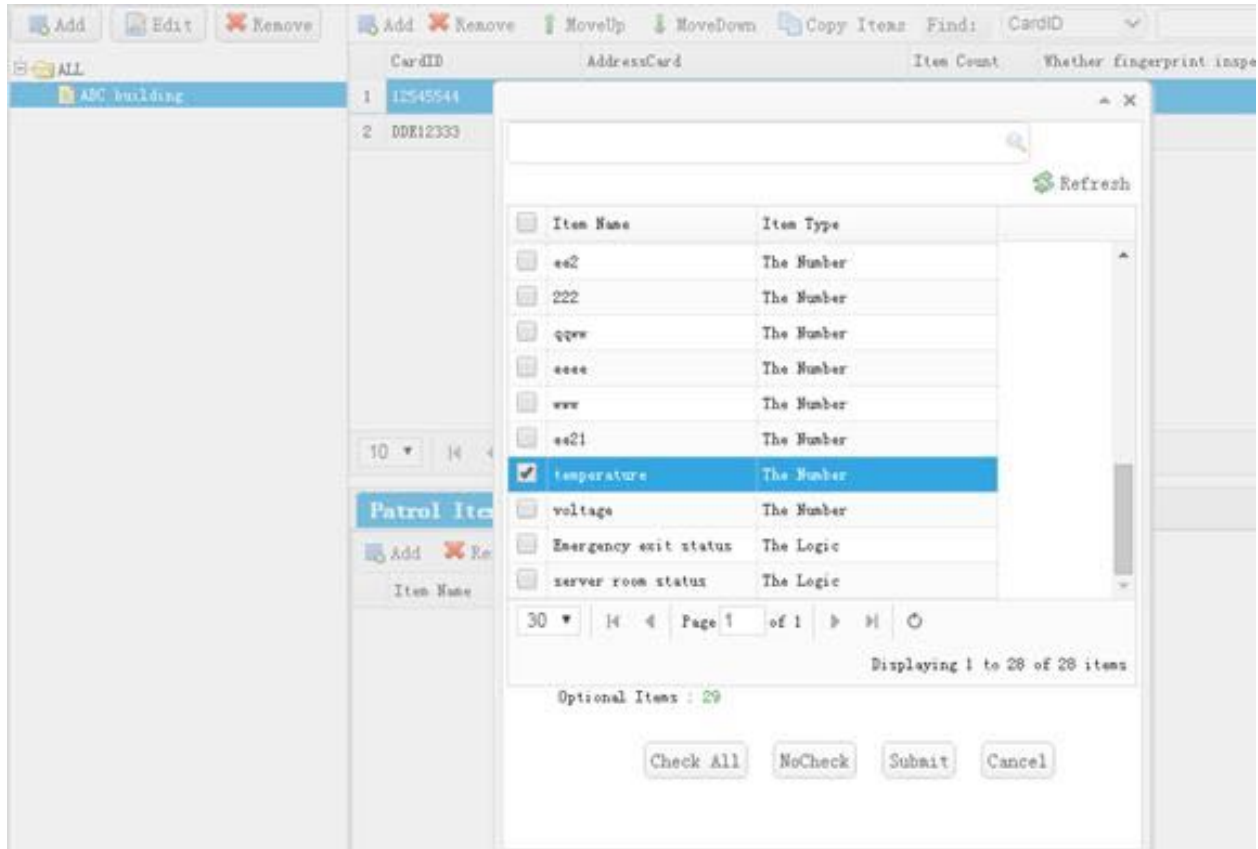 Add Edit Remove Add Remove MoveUp MoveDown Copy Items Find: CardID
ALL
ABC building
CardID AddressCard Item Count Whether fingerprint inspe
1 12545544
2 DDE12333
Refresh
Item Name Item Type
ee2 The Number
222 The Number
qqww The Number
eeee The Number
www The Number
ee21 The Number
temperature The Number
voltage The Number
Emergency exit status The Logic
server room status The Logic
30 Page 1 of 1
Displaying 1 to 28 of 28 items
Optional Items : 29
Check All NoCheck Submit Cancel
10
Patrol Ite
Add Re
Item Name